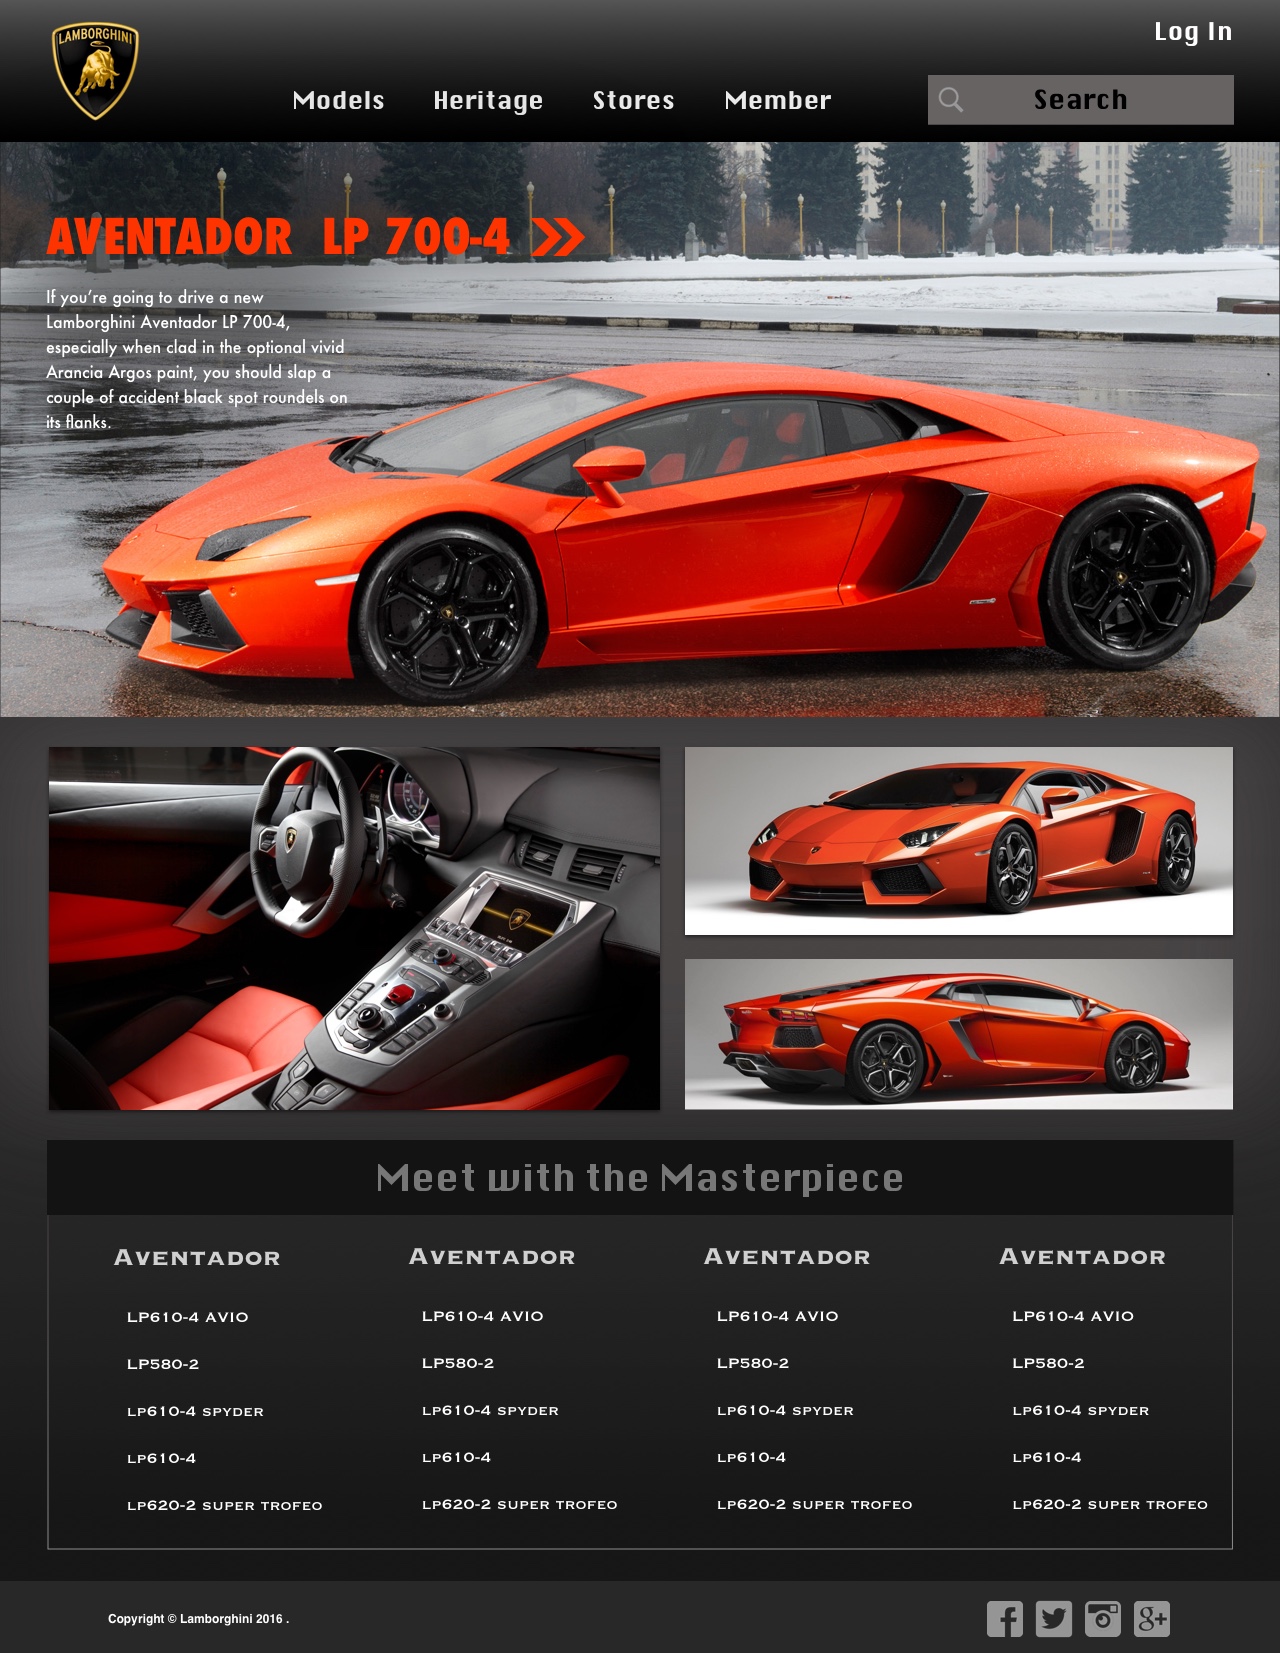 LAMBORGHINI
Log In
Models Heritage Stores Member Search
AVENTADOR LP 700-4
If you're going to drive a new
Lamborghini Aventador LP 700-4,
especially when clad in the optional vivid
Arancia Argos paint, you should slap a
couple of accident black spot roundels on
its flanks.
Meet with the Masterpiece
AVENTADOR AVENTADOR AVENTADOR AVENTADOR
LP610-4 AVIO LP610-4 AVIO LP610-4 AVIO LP610-4 AVIO
LP580-2 LP580-2 LP580-2 LP580-2
LP610-4 SPYDER LP610-4 SPYDER LP610-4 SPYDER LP610-4 SPYDER
LP610-4 LP610-4 LP610-4 LP610-4
LP620-2 SUPER TROFEO LP620-2 SUPER TROFEO LP620-2 SUPER TROFEO LP620-2 SUPER TROFEO
Copyright © Lamborghini 2016 .